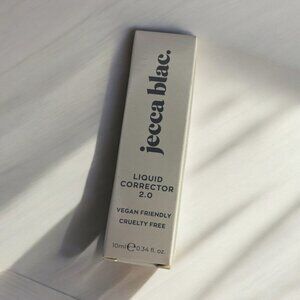 jecca blac.
LIQUID
CORRECTOR
2.0
VEGAN FRIENDLY
CRUELTY FREE
10ml ℮ 0.34 fl. oz.